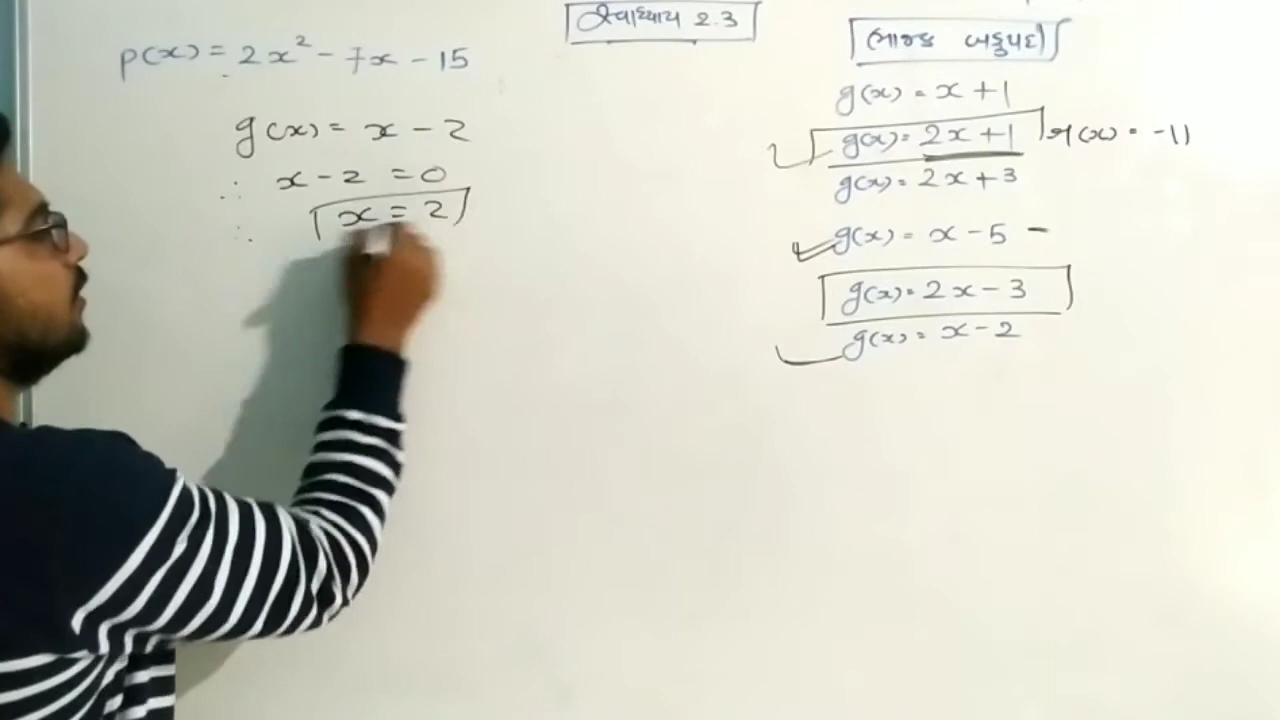 સ્વાધ્યાય 2.3
p(x) = 2x² - 7x - 15
g(x) = x - 2
∴ x - 2 = 0
∴ x = 2
ભાજક બહુપદી
g(x) = x + 1
g(x) = 2x + 1 r(x) = -11
g(x) = 2x + 3
g(x) = x - 5 -
g(x) = 2x - 3
g(x) = x - 2